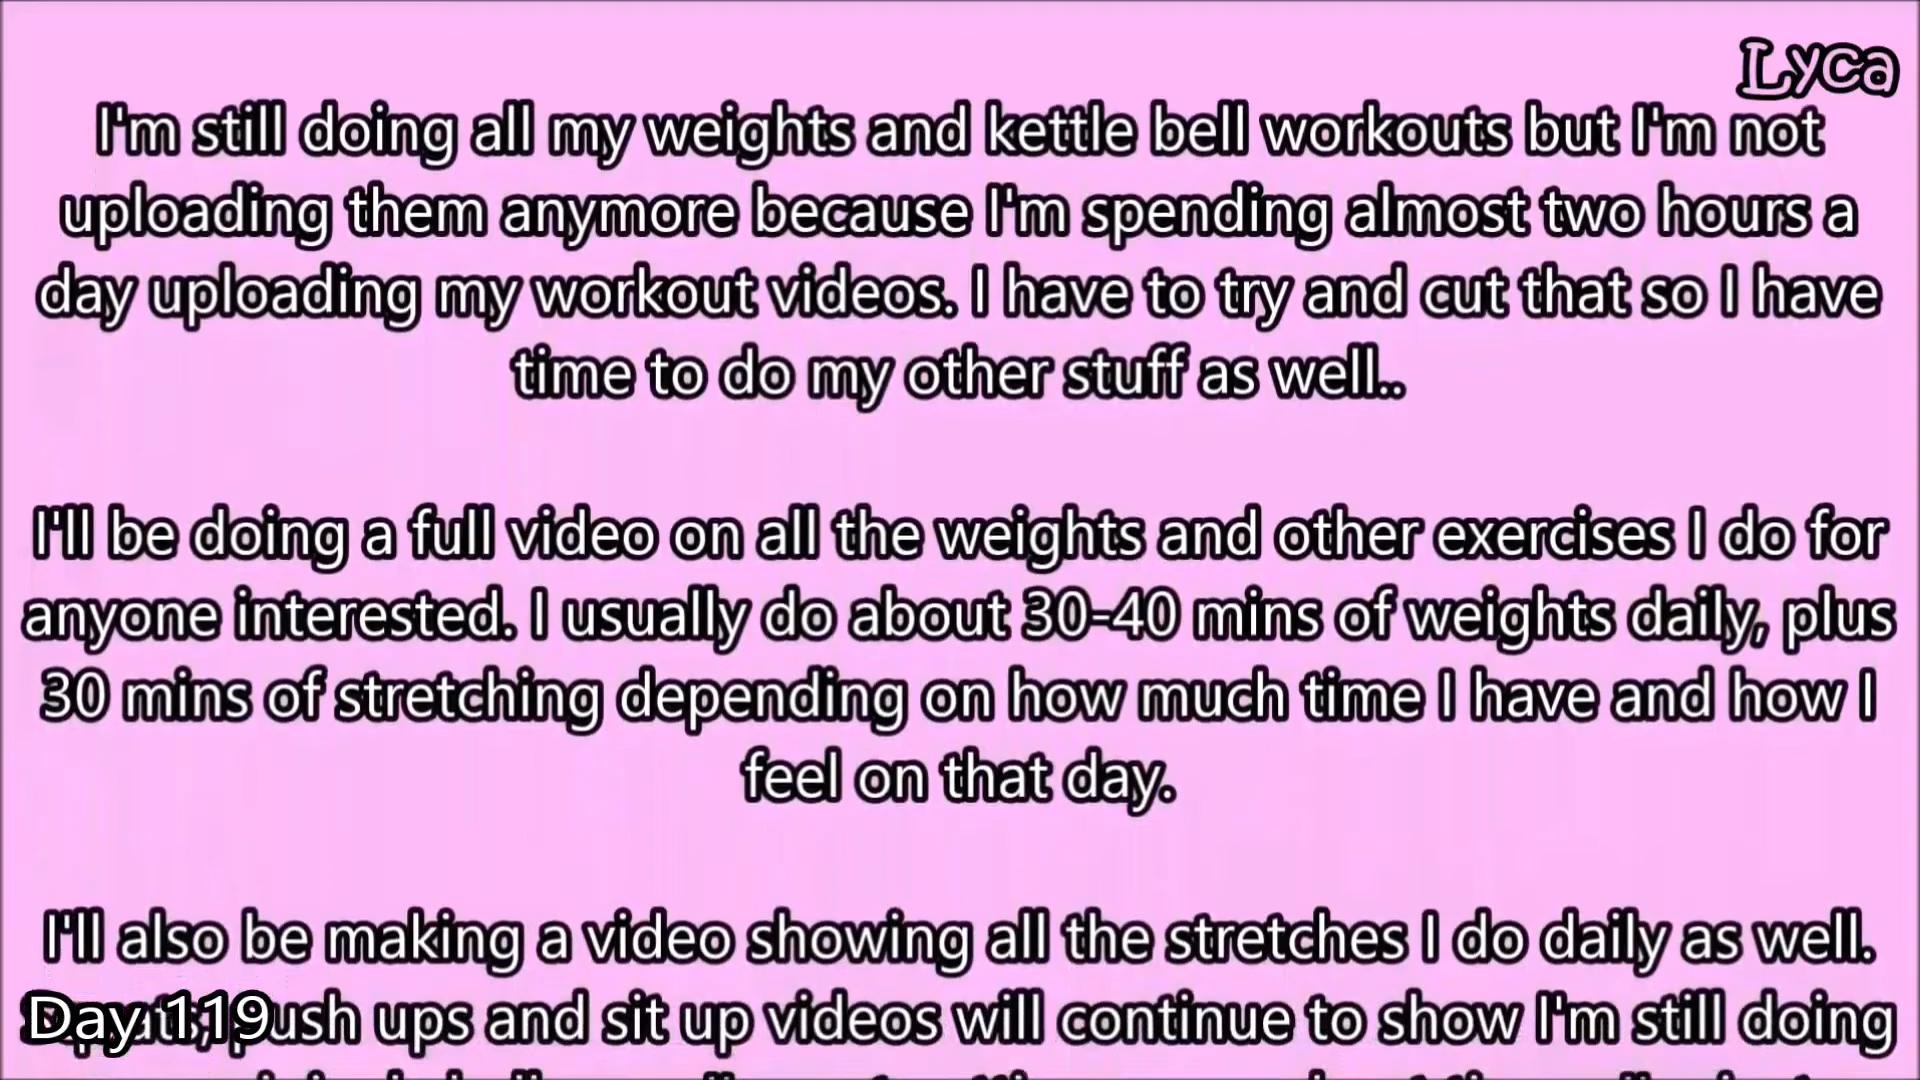 Lyca
I'm still doing all my weights and kettle bell workouts but I'm not
uploading them anymore because I'm spending almost two hours a
day uploading my workout videos. I have to try and cut that so I have
time to do my other stuff as well..
I'll be doing a full video on all the weights and other exercises I do for
anyone interested. I usually do about 30-40 mins of weights daily, plus
30 mins of stretching depending on how much time I have and how I
feel on that day.
I'll also be making a video showing all the stretches I do daily as well.
push ups and sit up videos will continue to show I'm still doing
Day 119